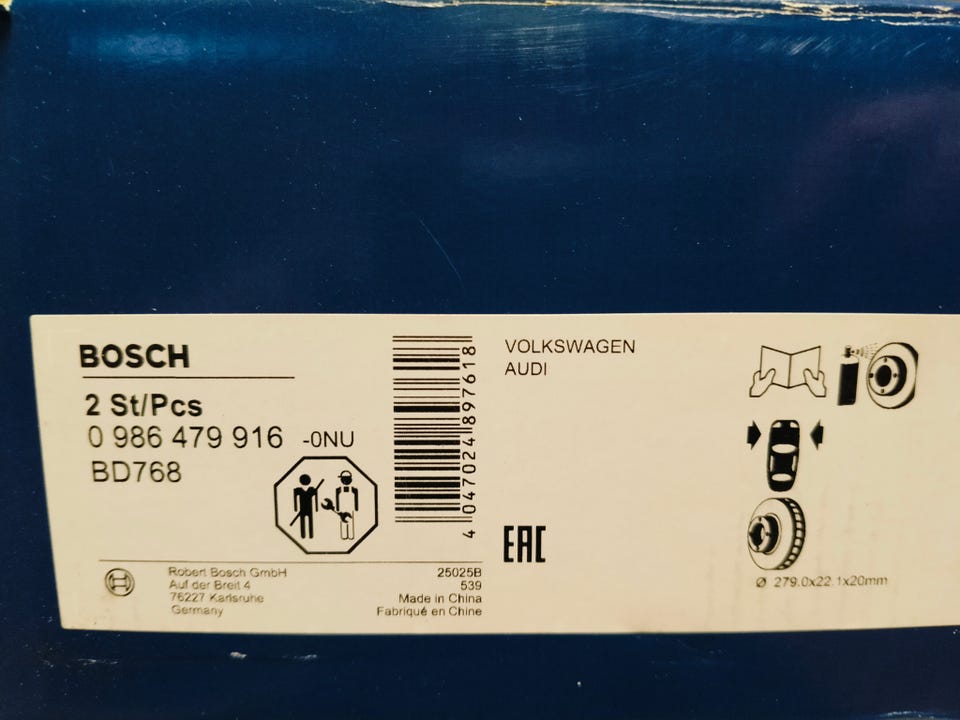 BOSCH
2 St/Pcs
0 986 479 916 -0NU
BD768
4 047024 897618
VOLKSWAGEN
AUDI
EAC
Ø 279.0x22.1x20mm
Robert Bosch GmbH
Auf der Breit 4
76227 Karlsruhe
Germany
25025B
539
Made in China
Fabriqué en Chine